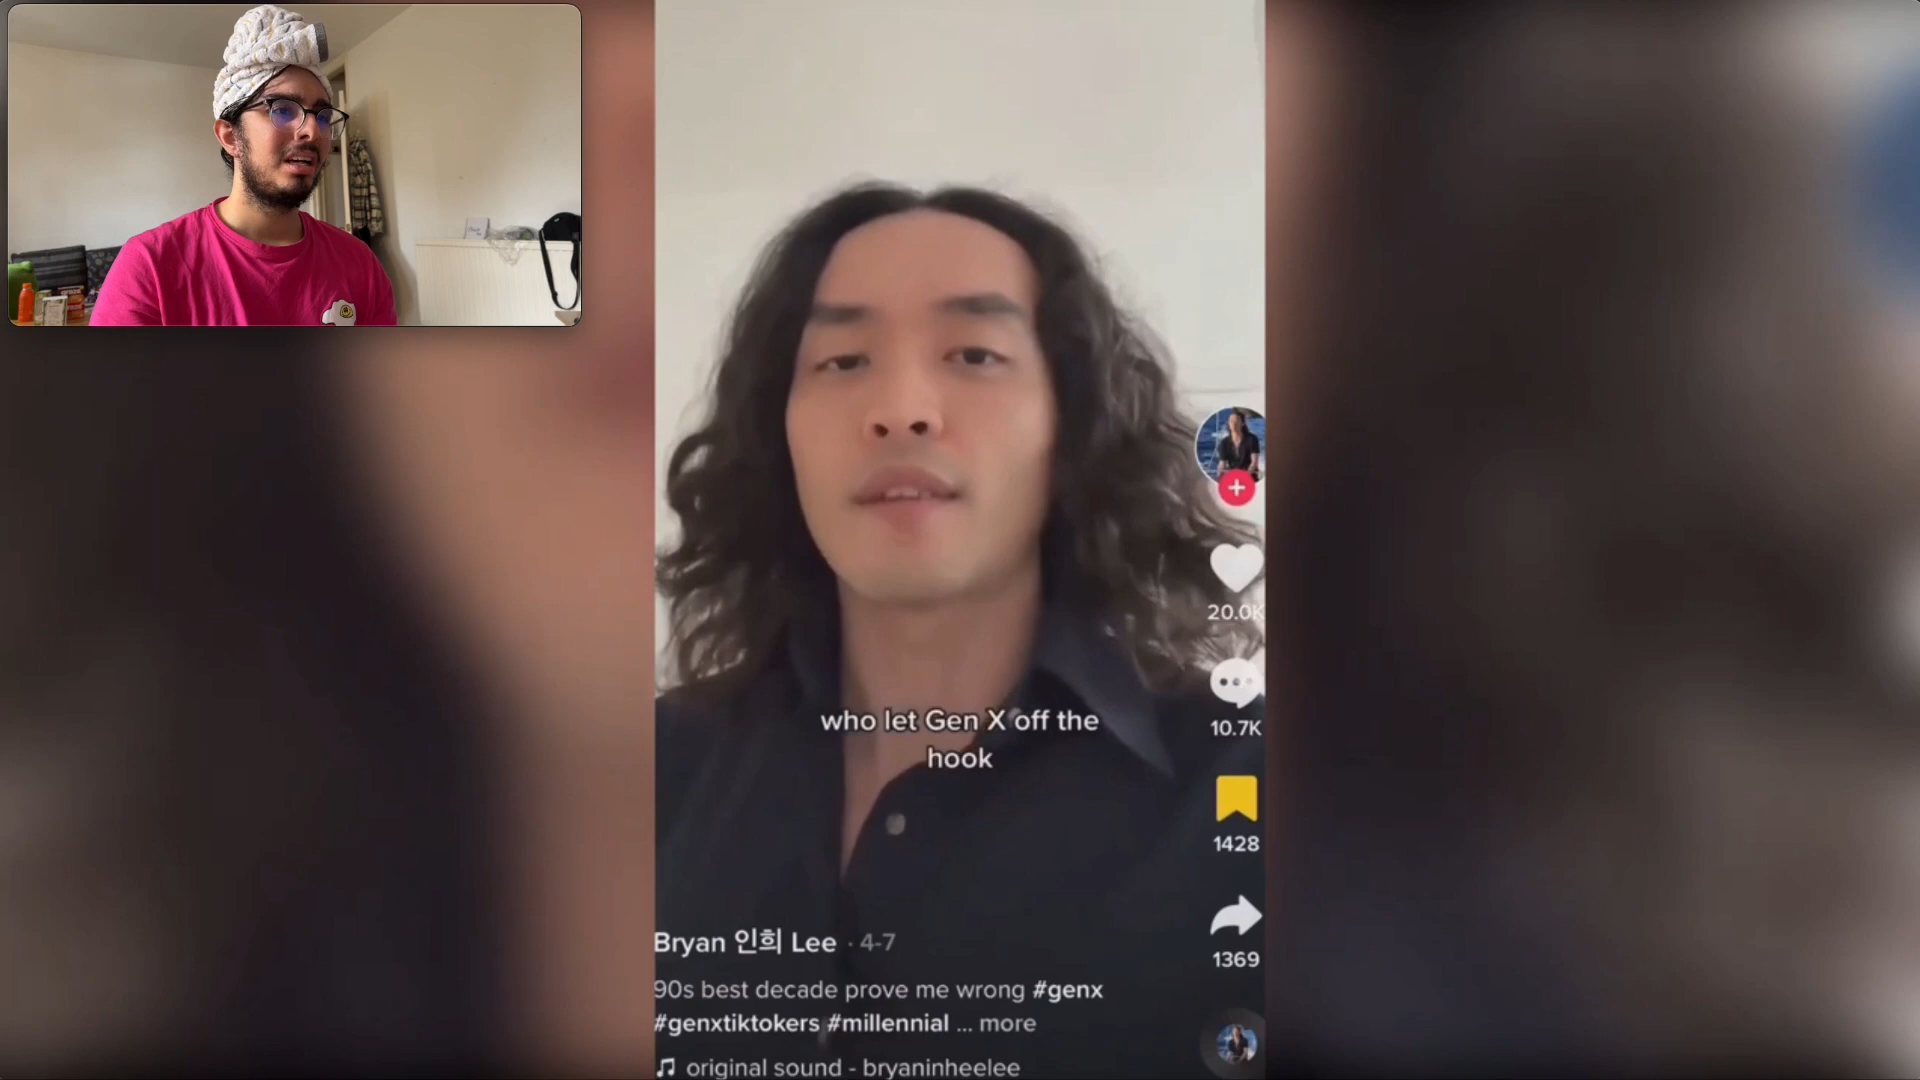 who let Gen X off the
hook
20.0K
10.7K
1428
1369
Bryan 인희 Lee · 4-7
90s best decade prove me wrong #genx
#genxtiktokers #millennial ... more
original sound - bryaninheelee